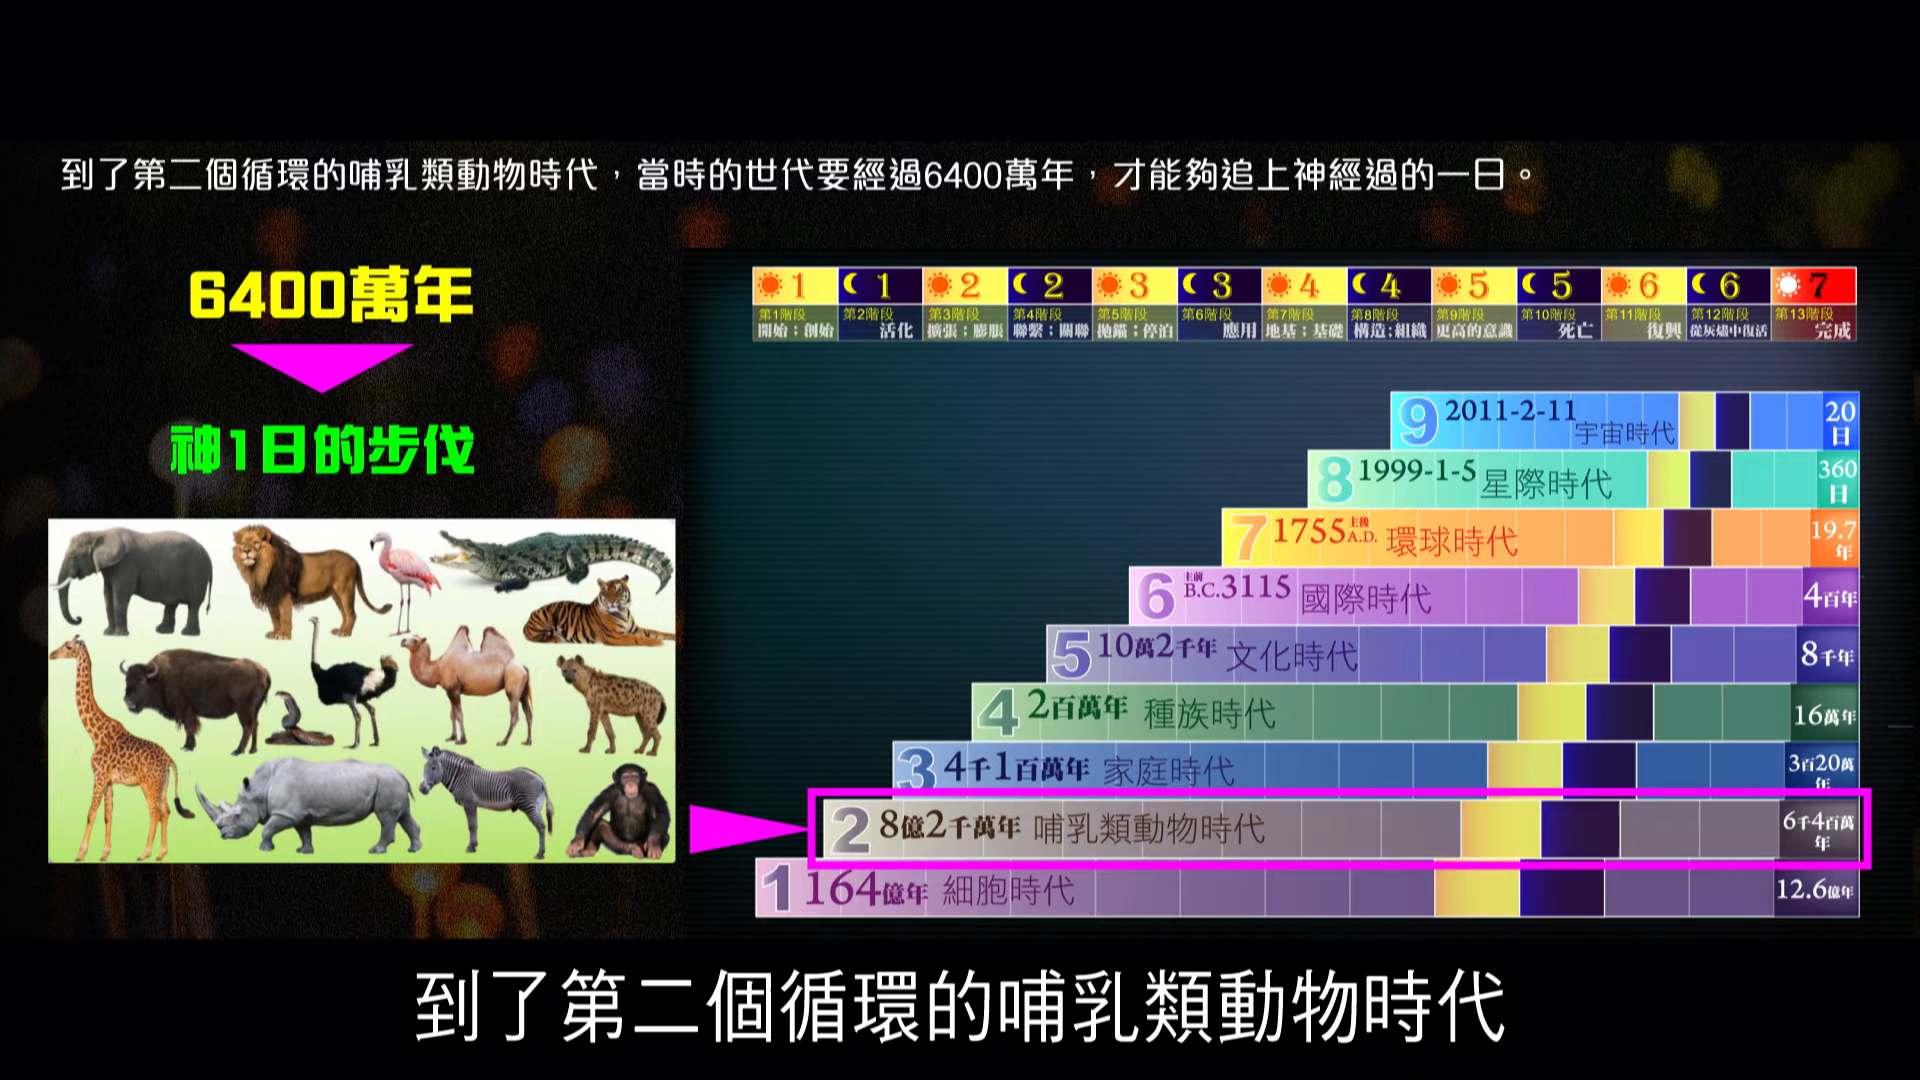 到了第二個循環的哺乳類動物時代，當時的世代要經過6400萬年，才能夠追上神經過的一日。
6400萬年
神1日的步伐
1 1 2 2 3 3 4 4 5 5 6 6 7
第1階段 第2階段 第3階段 第4階段 第5階段 第6階段 第7階段 第8階段 第9階段 第10階段 第11階段 第12階段 第13階段
開始；創始 活化 擴張；膨脹 聯繫；關聯 拋錨；停泊 應用 地基；基礎 構造；組織 更高的意識 死亡 復興 從灰燼中復活 完成
9 2011-2-11 宇宙時代 20日
8 1999-1-5 星際時代 360日
7 1755主後A.D. 環球時代 19.7年
6 主前B.C.3115 國際時代 4百年
5 10萬2千年 文化時代 8千年
4 2百萬年 種族時代 16萬年
3 4千1百萬年 家庭時代 3百20萬年
2 8億2千萬年 哺乳類動物時代 6千4百萬年
1 164億年 細胞時代 12.6億年
到了第二個循環的哺乳類動物時代